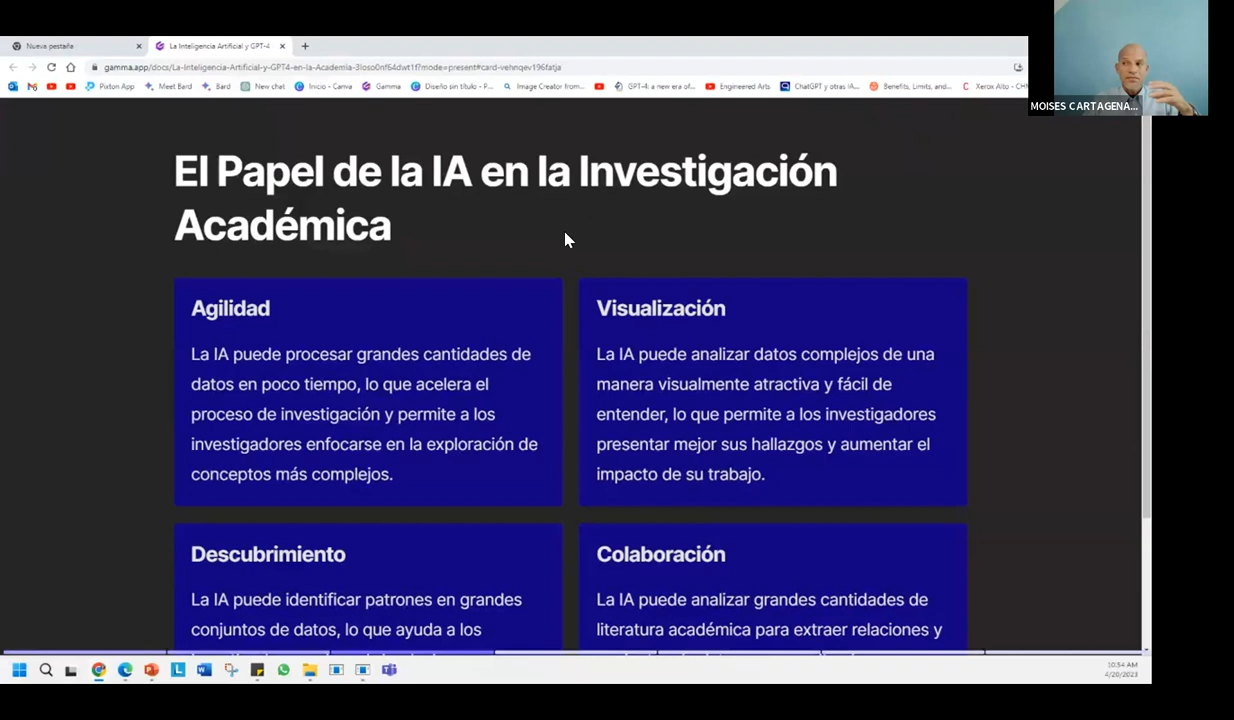 Nueva pestaña
La Inteligencia Artificial y GPT-4
gamma.app/docs/La-Inteligencia-Artificial-y-GPT4-en-la-Academia-3ioso0nf64dwt1f?mode=present#card-vehnqev196fatja
Pixton App Meet Bard Bard New chat Inicio - Canva Gamma Diseño sin título - P... Image Creator from... GPT-4: a new era of... Engineered Arts ChatGPT y otras IA... Benefits, Limits, and... Xerox Alto - CHM
MOISES CARTAGENA...
El Papel de la IA en la Investigación
Académica
Agilidad
La IA puede procesar grandes cantidades de
datos en poco tiempo, lo que acelera el
proceso de investigación y permite a los
investigadores enfocarse en la exploración de
conceptos más complejos.
Visualización
La IA puede analizar datos complejos de una
manera visualmente atractiva y fácil de
entender, lo que permite a los investigadores
presentar mejor sus hallazgos y aumentar el
impacto de su trabajo.
Descubrimiento
La IA puede identificar patrones en grandes
conjuntos de datos, lo que ayuda a los
Colaboración
La IA puede analizar grandes cantidades de
literatura académica para extraer relaciones y
10:34 AM
4/20/2023